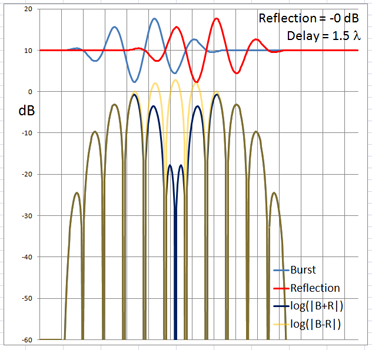 20
Reflection = -0 dB
Delay = 1.5 λ
10
0
dB
-10
-20
-30
-40
-50
-60
Burst
Reflection
log(|B+R|)
log(|B-R|)